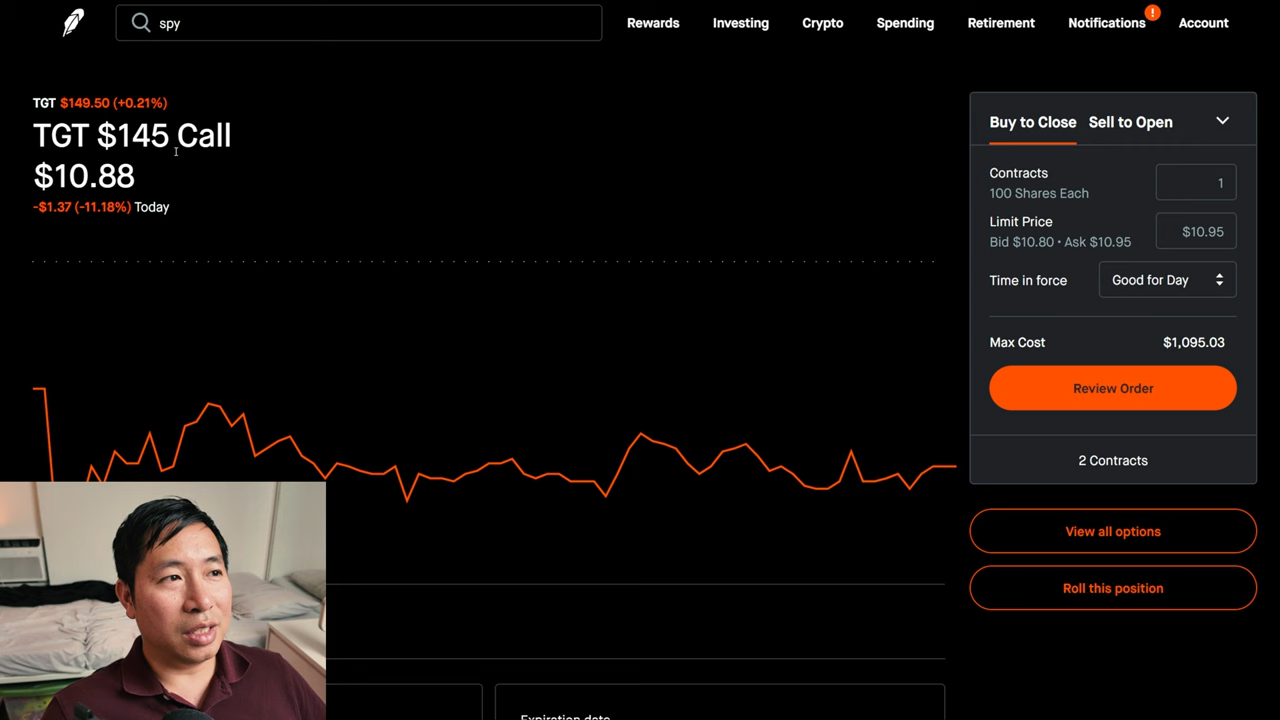 spy
Rewards
Investing
Crypto
Spending
Retirement
Notifications
!
Account
TGT $149.50 (+0.21%)
TGT $145 Call
$10.88
-$1.37 (-11.18%) Today
Buy to Close
Sell to Open
Contracts
100 Shares Each
1
Limit Price
Bid $10.80 • Ask $10.95
$10.95
Time in force
Good for Day
Max Cost
$1,095.03
Review Order
2 Contracts
View all options
Roll this position
Expiration date